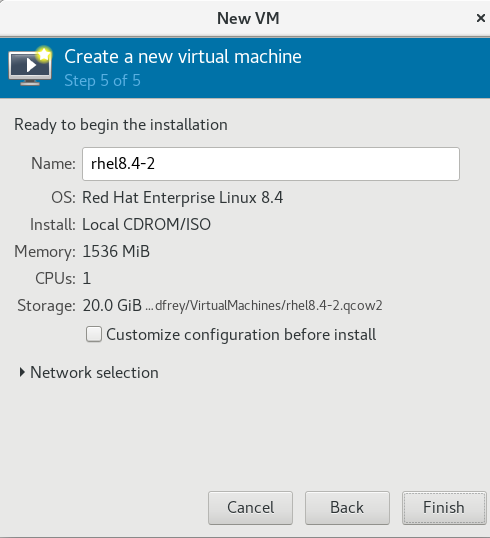 New VM
Create a new virtual machine
Step 5 of 5
Ready to begin the installation
Name: rhel8.4-2
OS: Red Hat Enterprise Linux 8.4
Install: Local CDROM/ISO
Memory: 1536 MiB
CPUs: 1
Storage: 20.0 GiB ...dfrey/VirtualMachines/rhel8.4-2.qcow2
Customize configuration before install
Network selection
Cancel Back Finish